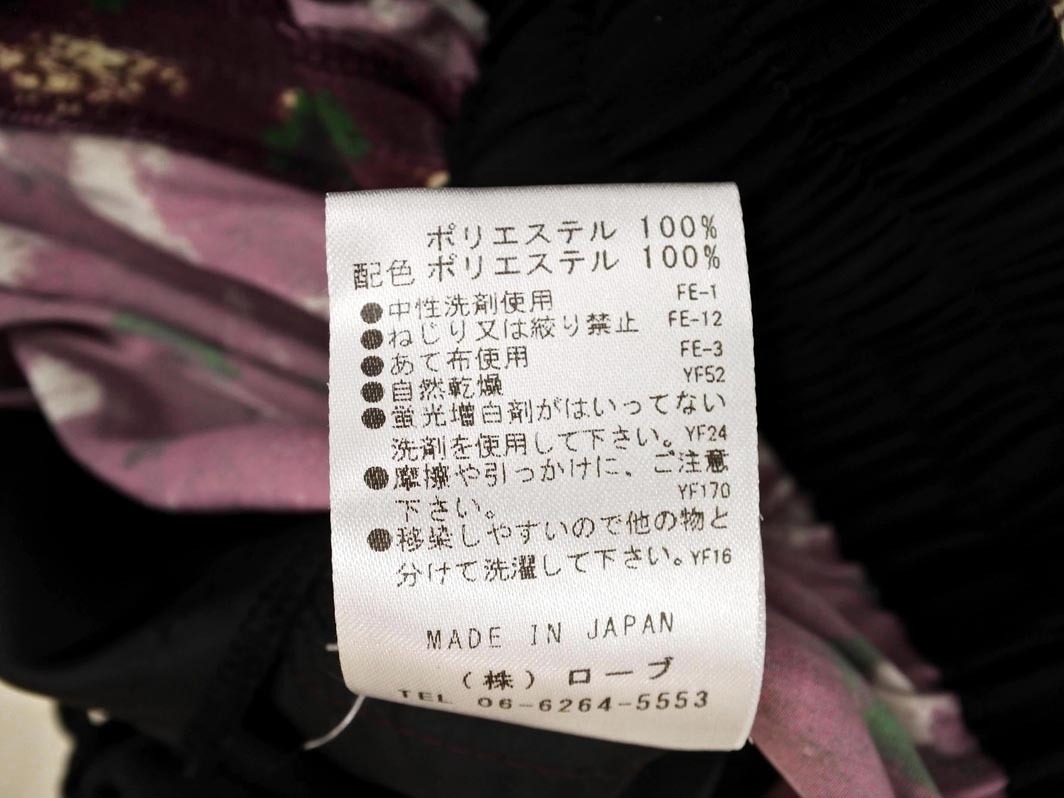 ポリエステル 100%
配色 ポリエステル 100%
●中性洗剤使用 FE-1
●ねじり又は絞り禁止 FE-12
●あて布使用 FE-3
●自然乾燥 YF52
●蛍光増白剤がはいってない
洗剤を使用して下さい。YF24
●摩擦や引っかけに、ご注意
下さい。 YF170
●移染しやすいので他の物と
分けて洗濯して下さい。YF16
MADE IN JAPAN
(株) ローブ
TEL 06-6264-5553